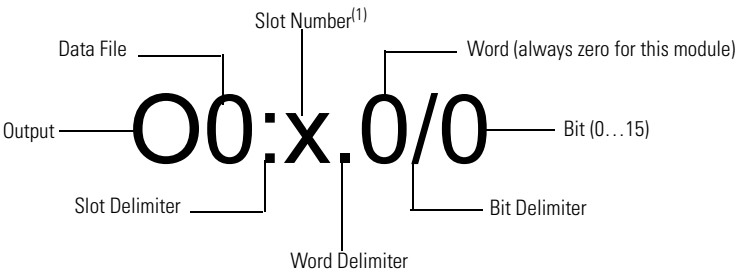 Slot Number(1)
Data File
Word (always zero for this module)
Output
O0:x.0/0
Bit (0…15)
Slot Delimiter
Bit Delimiter
Word Delimiter